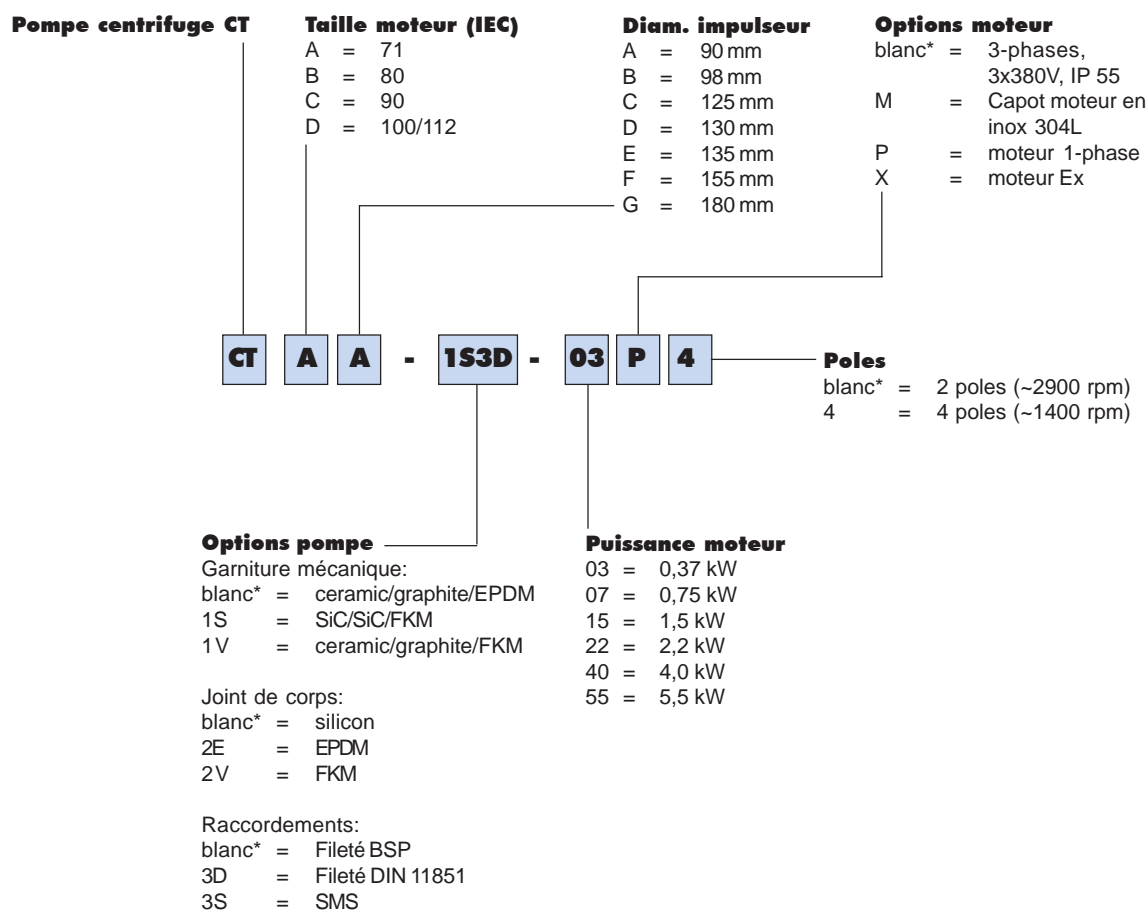 Pompe centrifuge CT
Taille moteur (IEC)
A = 71
B = 80
C = 90
D = 100/112
Diam. impulseur
A = 90 mm
B = 98 mm
C = 125 mm
D = 130 mm
E = 135 mm
F = 155 mm
G = 180 mm
Options moteur
blanc* = 3-phases,
3x380V, IP 55
M = Capot moteur en
inox 304L
P = moteur 1-phase
X = moteur Ex
CT A A - 1S3D - 03 P 4
Poles
blanc* = 2 poles (~2900 rpm)
4 = 4 poles (~1400 rpm)
Options pompe
Garniture mécanique:
blanc* = ceramic/graphite/EPDM
1S = SiC/SiC/FKM
1V = ceramic/graphite/FKM
Joint de corps:
blanc* = silicon
2E = EPDM
2V = FKM
Raccordements:
blanc* = Fileté BSP
3D = Fileté DIN 11851
3S = SMS
Puissance moteur
03 = 0,37 kW
07 = 0,75 kW
15 = 1,5 kW
22 = 2,2 kW
40 = 4,0 kW
55 = 5,5 kW